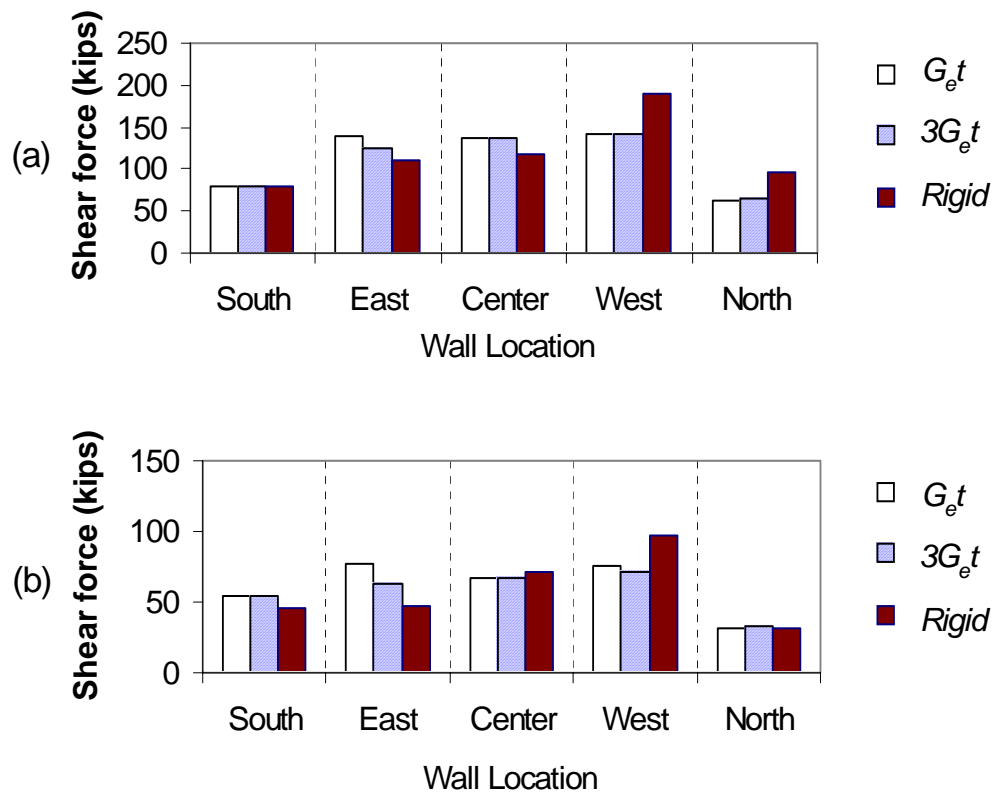 (a)
Shear force (kips)
250
200
150
100
50
0
South East Center West North
Wall Location
Gₑt
3Gₑt
Rigid
(b)
Shear force (kips)
150
100
50
0
South East Center West North
Wall Location
Gₑt
3Gₑt
Rigid